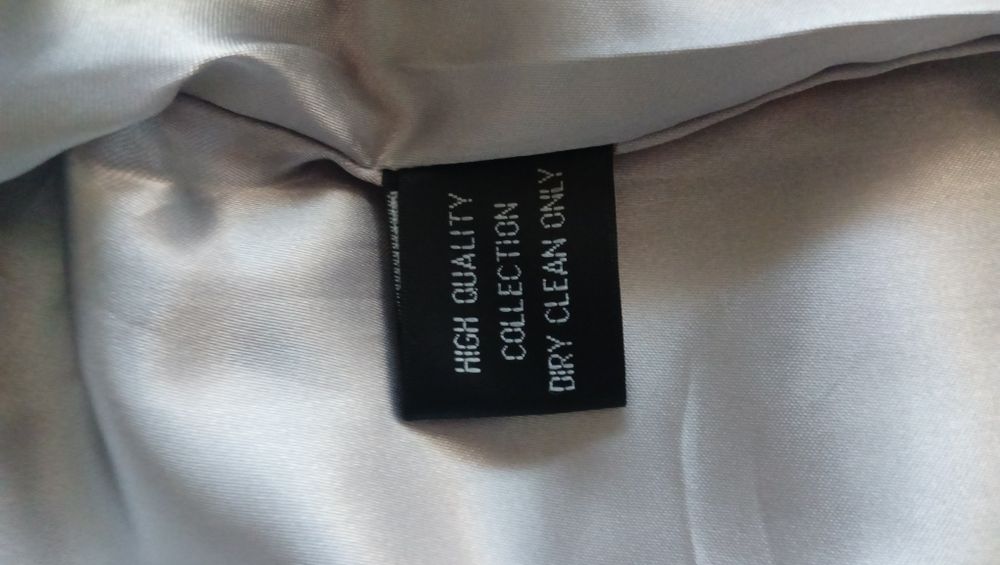 HIGH QUALITY
COLLECTION
DIRY CLEAN ONLY